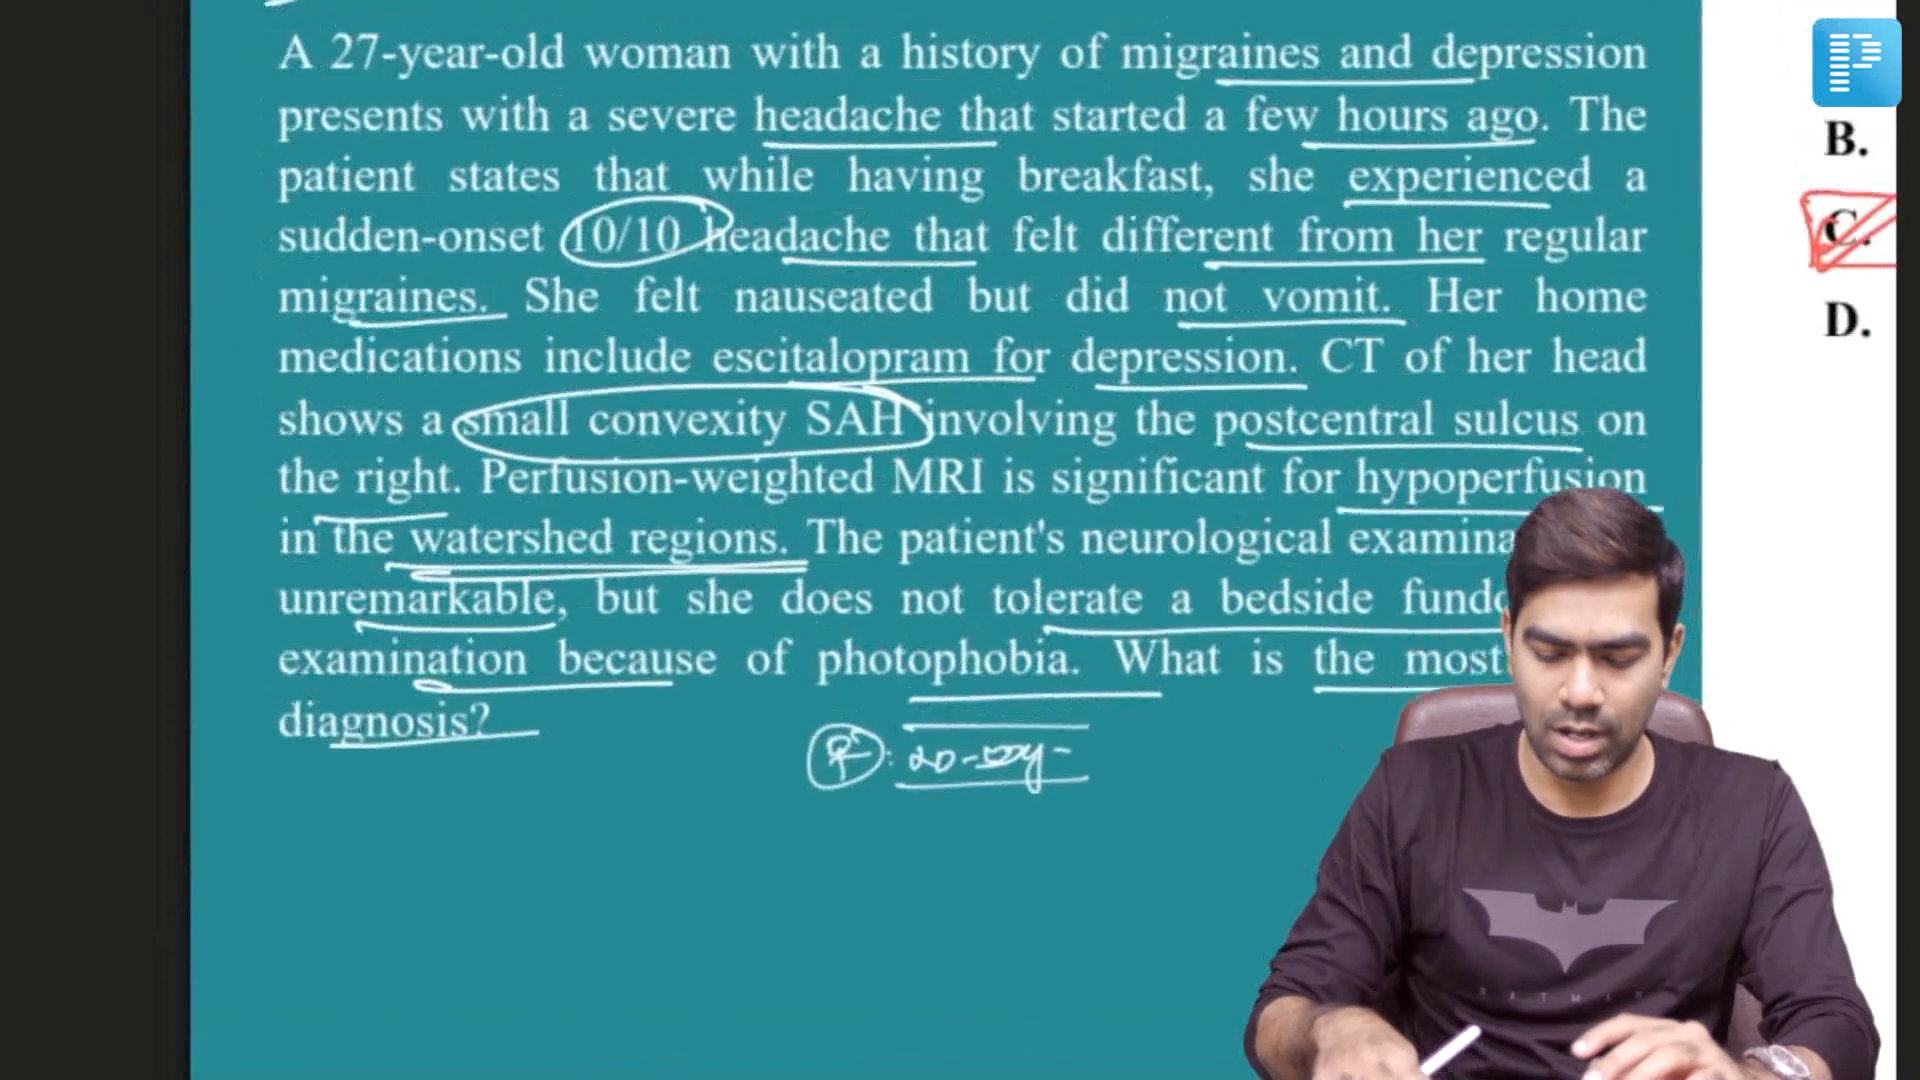 A 27-year-old woman with a history of migraines and depression
presents with a severe headache that started a few hours ago. The
patient states that while having breakfast, she experienced a
sudden-onset 10/10 headache that felt different from her regular
migraines. She felt nauseated but did not vomit. Her home
medications include escitalopram for depression. CT of her head
shows a small convexity SAH involving the postcentral sulcus on
the right. Perfusion-weighted MRI is significant for hypoperfusion
in the watershed regions. The patient's neurological
unremarkable, but she does not tolerate a bedside
examination because of photophobia. What is the most
diagnosis?
B.
C.
D.
BATMAN